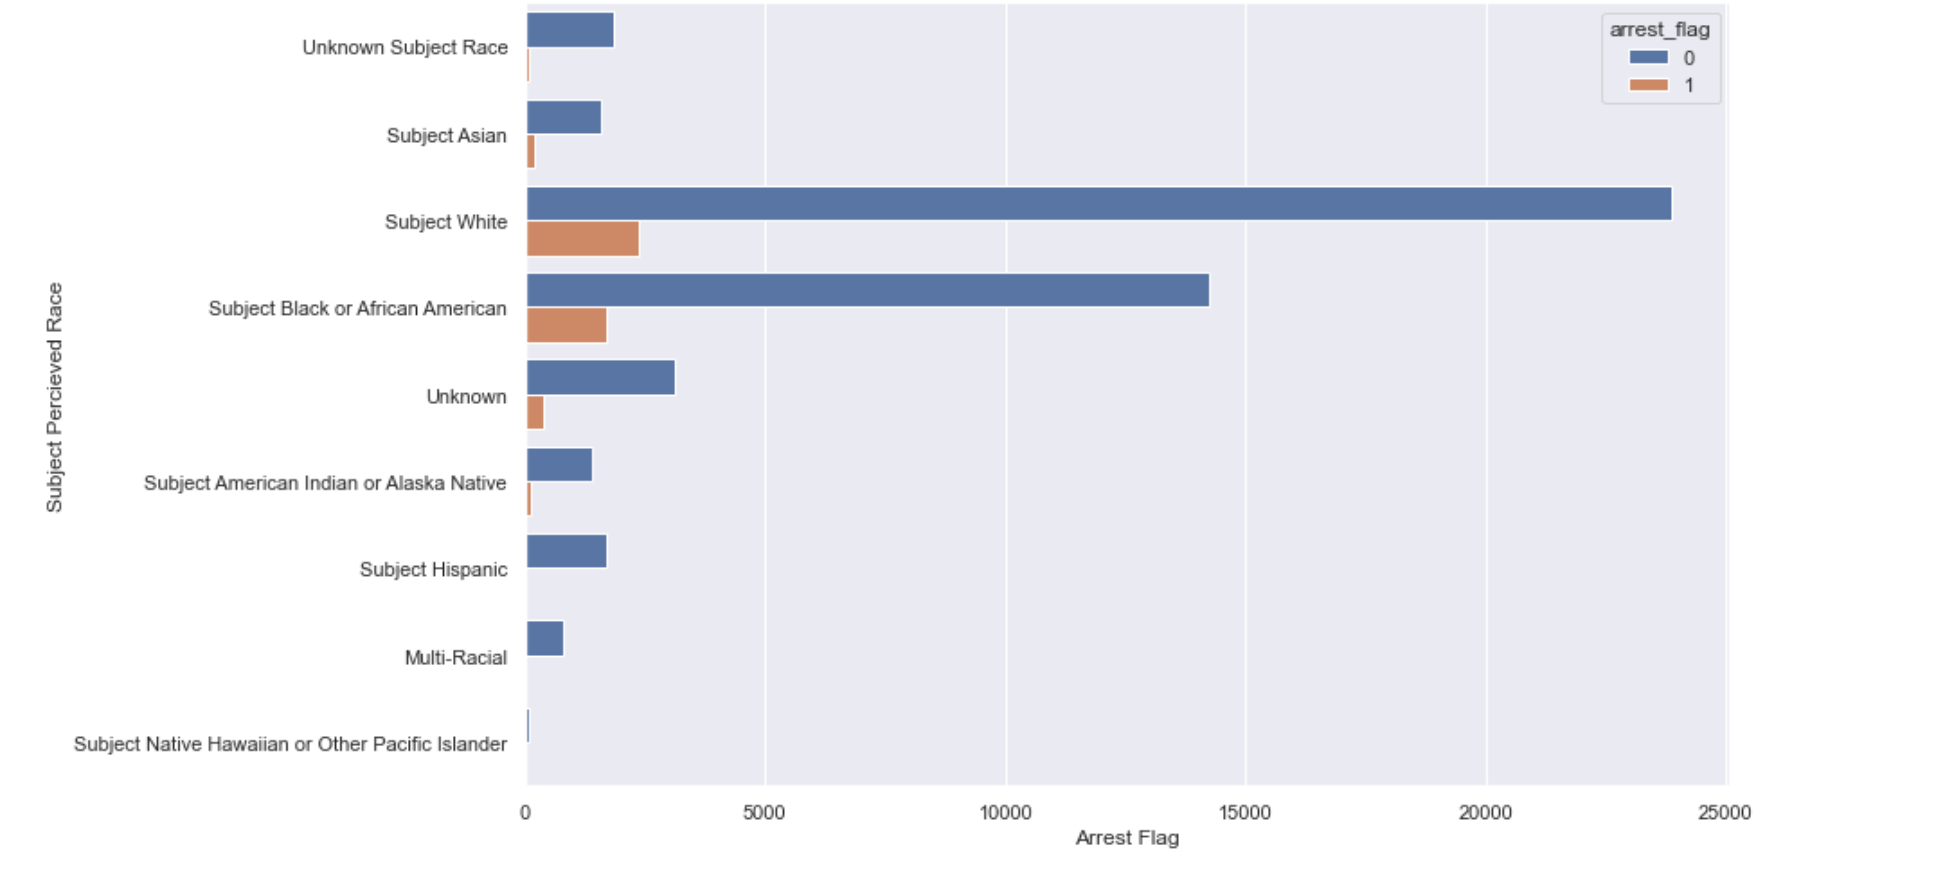 arrest_flag
0
1
Unknown Subject Race
Subject Asian
Subject White
Subject Black or African American
Unknown
Subject American Indian or Alaska Native
Subject Hispanic
Multi-Racial
Subject Native Hawaiian or Other Pacific Islander
Subject Percieved Race
0 5000 10000 15000 20000 25000
Arrest Flag